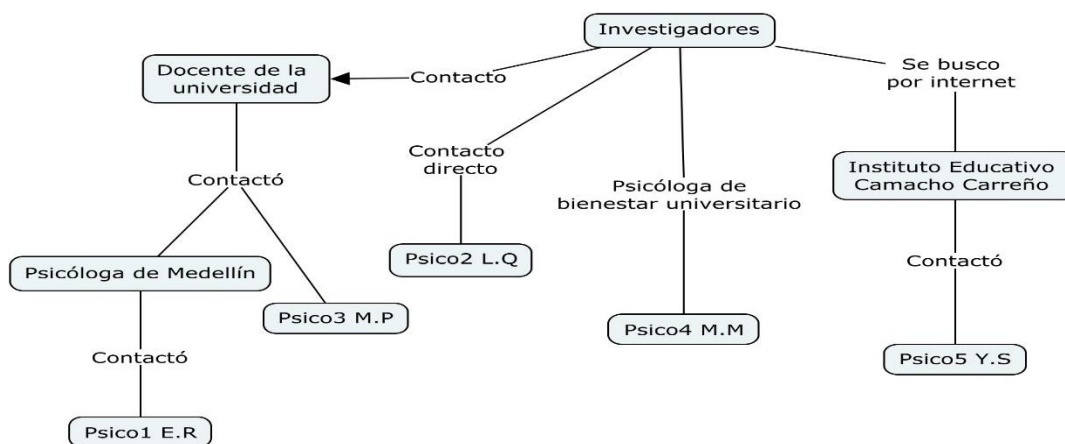 Investigadores
Docente de la
universidad
Contacto
Se busco
por internet
Contacto
directo
Contactó
Psicóloga de
bienestar universitario
Instituto Educativo
Camacho Carreño
Psicóloga de Medellín
Psico2 L.Q
Contactó
Psico3 M.P
Psico4 M.M
Contactó
Psico5 Y.S
Psico1 E.R